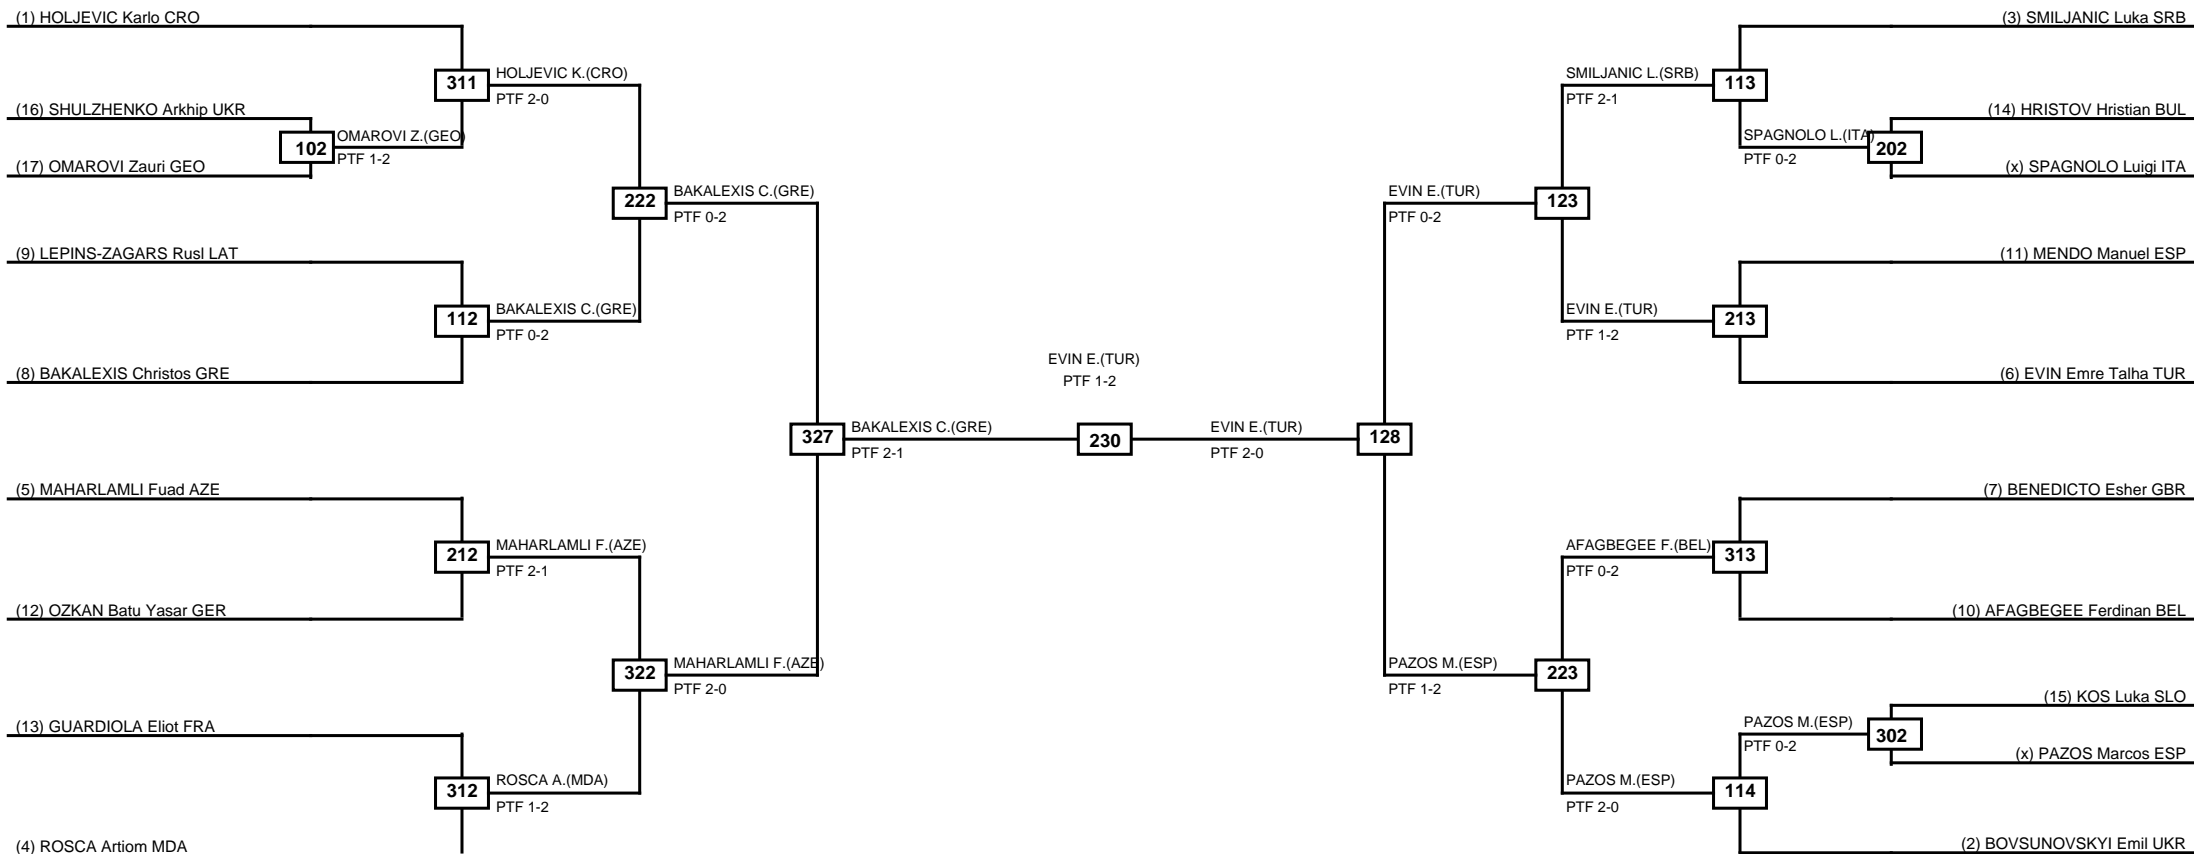 (1) HOLJEVIC Karlo CRO
(16) SHULZHENKO Arkhip UKR
(17) OMAROVI Zauri GEO
(9) LEPINS-ZAGARS Rusl LAT
(8) BAKALEXIS Christos GRE
(5) MAHARLAMLI Fuad AZE
(12) OZKAN Batu Yasar GER
(13) GUARDIOLA Eliot FRA
(4) ROSCA Artiom MDA
102
OMAROVI Z.(GEO)
PTF 1-2
311
HOLJEVIC K.(CRO)
PTF 2-0
112
BAKALEXIS C.(GRE)
PTF 0-2
212
MAHARLAMLI F.(AZE)
PTF 2-1
312
ROSCA A.(MDA)
PTF 1-2
222
BAKALEXIS C.(GRE)
PTF 0-2
322
MAHARLAMLI F.(AZE)
PTF 2-0
327
BAKALEXIS C.(GRE)
PTF 2-1
EVIN E.(TUR)
PTF 1-2
230
EVIN E.(TUR)
PTF 2-0
128
EVIN E.(TUR)
PTF 0-2
123
PAZOS M.(ESP)
PTF 1-2
223
SMILJANIC L.(SRB)
PTF 2-1
113
EVIN E.(TUR)
PTF 1-2
213
AFAGBEGEE F.(BEL)
PTF 0-2
313
PAZOS M.(ESP)
PTF 2-0
114
SPAGNOLO L.(ITA)
PTF 0-2
202
PAZOS M.(ESP)
PTF 0-2
302
(3) SMILJANIC Luka SRB
(14) HRISTOV Hristian BUL
(x) SPAGNOLO Luigi ITA
(11) MENDO Manuel ESP
(6) EVIN Emre Talha TUR
(7) BENEDICTO Esher GBR
(10) AFAGBEGEE Ferdinan BEL
(15) KOS Luka SLO
(x) PAZOS Marcos ESP
(2) BOVSUNOVSKYI Emil UKR